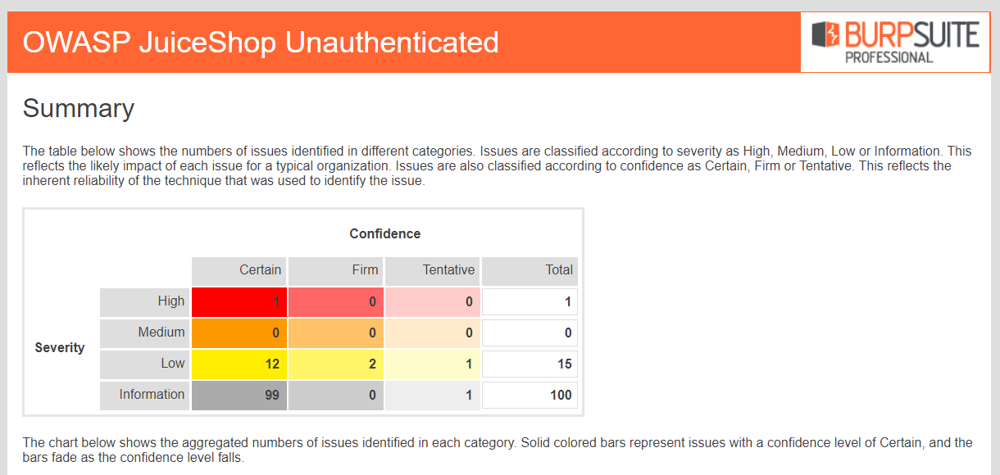 OWASP JuiceShop Unauthenticated
BURPSUITE
PROFESSIONAL
Summary
The table below shows the numbers of issues identified in different categories. Issues are classified according to severity as High, Medium, Low or Information. This
reflects the likely impact of each issue for a typical organization. Issues are also classified according to confidence as Certain, Firm or Tentative. This reflects the
inherent reliability of the technique that was used to identify the issue.
Confidence
Certain Firm Tentative Total
High 1 0 0 1
Medium 0 0 0 0
Severity
Low 12 2 1 15
Information 99 0 1 100
The chart below shows the aggregated numbers of issues identified in each category. Solid colored bars represent issues with a confidence level of Certain, and the
bars fade as the confidence level falls.